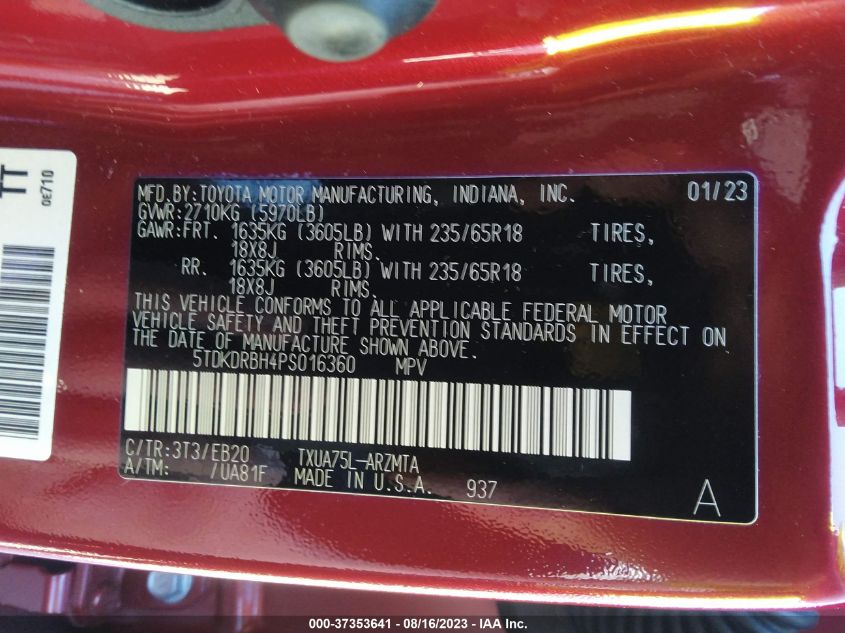 TT
0E710
MFD.BY:TOYOTA MOTOR MANUFACTURING, INDIANA, INC. 01/23
GVWR:2710KG (5970LB)
GAWR:FRT. 1635KG (3605LB) WITH 235/65R18 TIRES,
18X8J RIMS.
RR. 1635KG (3605LB) WITH 235/65R18 TIRES,
18X8J RIMS.
THIS VEHICLE CONFORMS TO ALL APPLICABLE FEDERAL MOTOR
VEHICLE SAFETY AND THEFT PREVENTION STANDARDS IN EFFECT ON
THE DATE OF MANUFACTURE SHOWN ABOVE.
5TDKDRBH4PS016360 MPV
C/TR:3T3/EB20 TXUA75L-ARZMTA
A/TM: /UA81F MADE IN U.S.A. 937
A
000-37353641 - 08/16/2023 - IAA Inc.